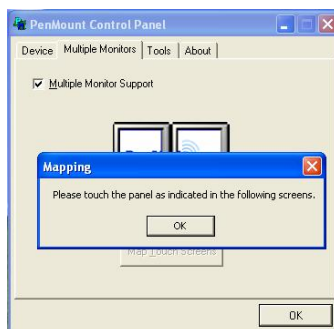 PenMount Control Panel
Device Multiple Monitors Tools About
Multiple Monitor Support
Mapping
Please touch the panel as indicated in the following screens.
OK
Map Touch Screens
OK